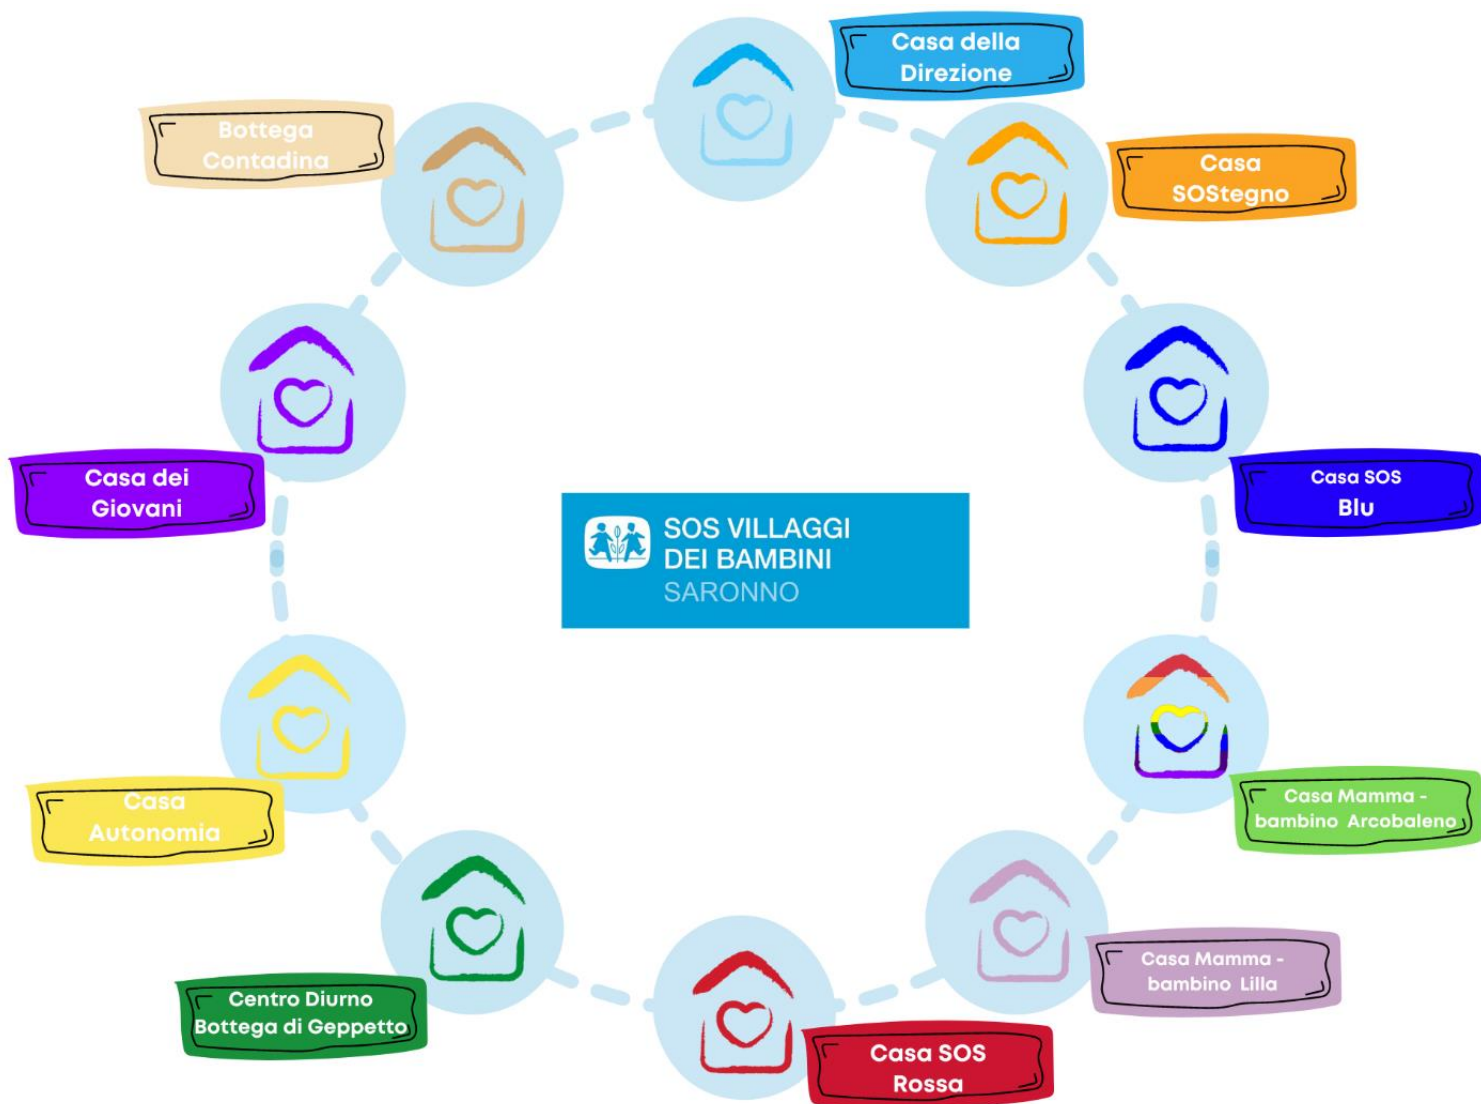 Casa della
Direzione
Bottega
Contadina
Casa
SOStegno
Casa dei
Giovani
Casa SOS
Blu
SOS VILLAGGI
DEI BAMBINI
SARONNO
Casa
Autonomia
Casa Mamma -
bambino Arcobaleno
Centro Diurno
Bottega di Geppetto
Casa Mamma -
bambino Lilla
Casa SOS
Rossa